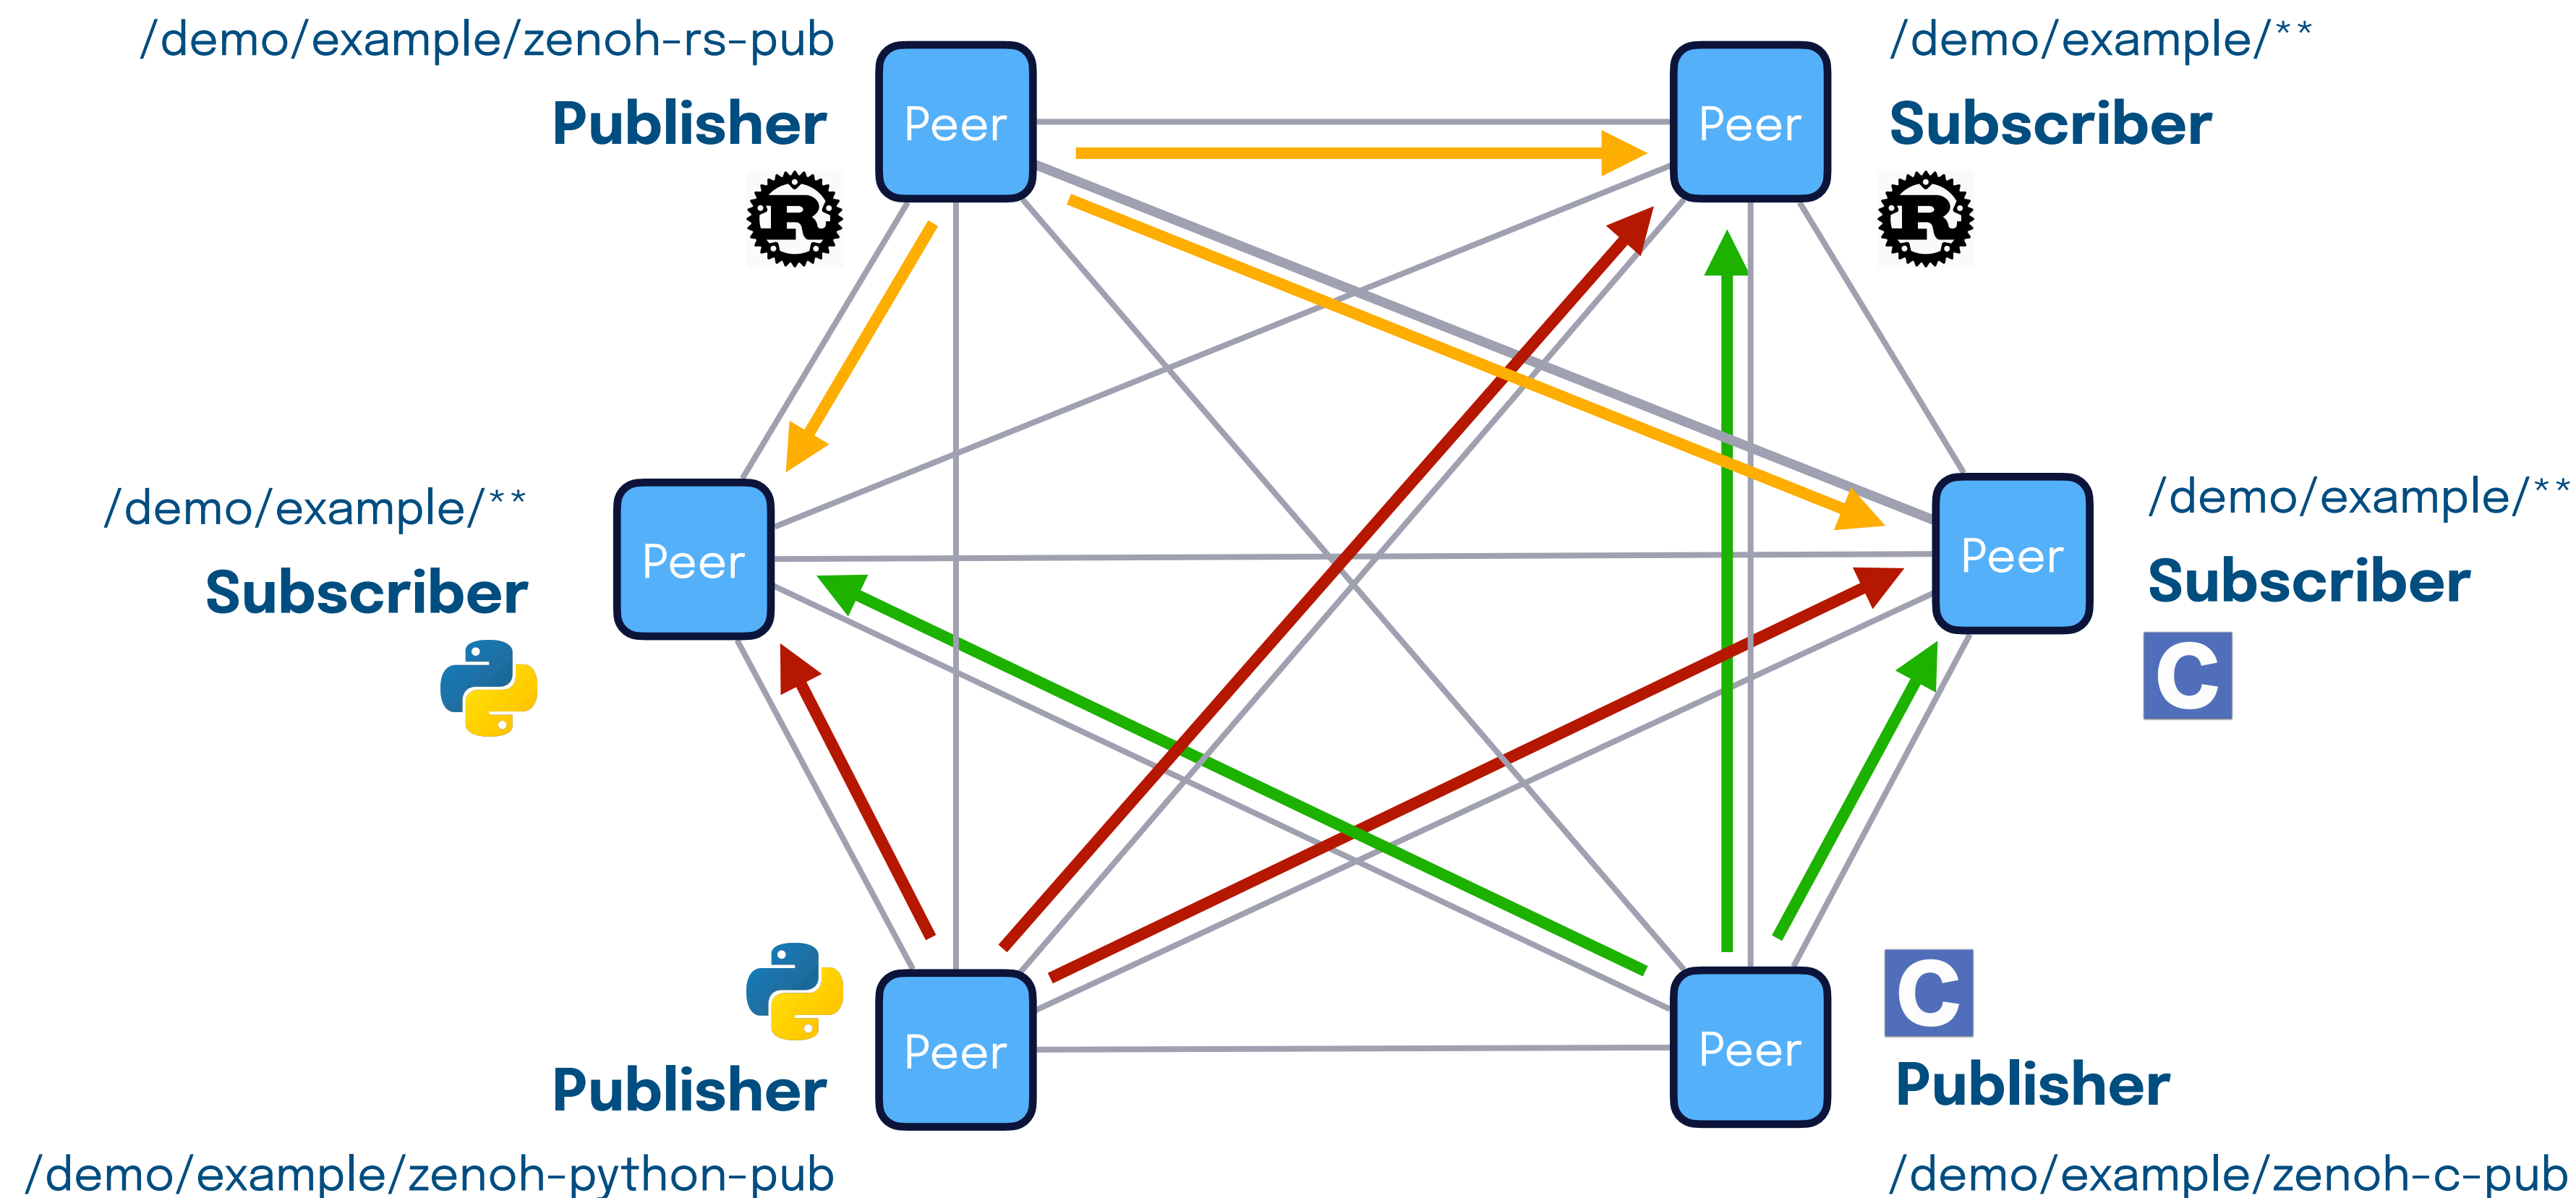 /demo/example/zenoh-rs-pub
Publisher
R
Peer
Peer
/demo/example/**
Subscriber
R
/demo/example/**
Subscriber
Peer
Peer
/demo/example/**
Subscriber
C
Publisher
/demo/example/zenoh-python-pub
Peer
Peer
C
Publisher
/demo/example/zenoh-c-pub